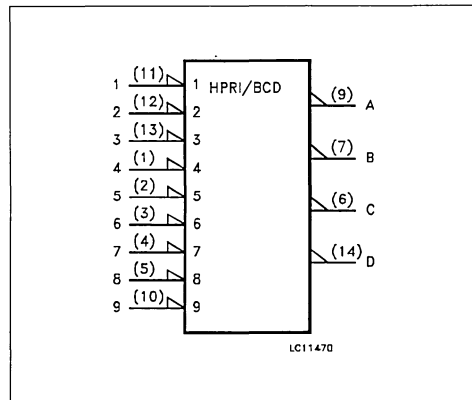 HPRI/BCD
1 (11) 1
2 (12) 2
3 (13) 3
4 (1) 4
5 (2) 5
6 (3) 6
7 (4) 7
8 (5) 8
9 (10) 9
(9) A
(7) B
(6) C
(14) D
LC11470